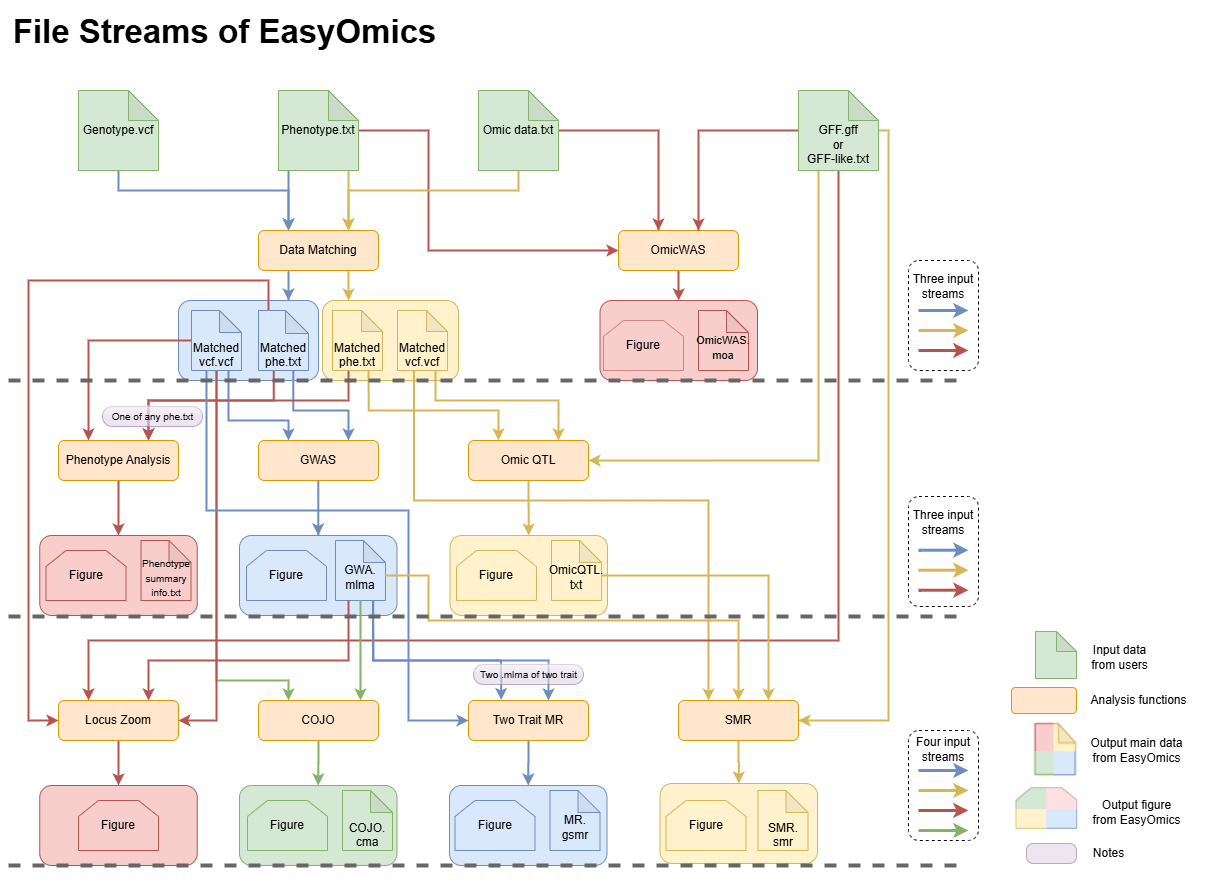 File Streams of EasyOmics
Genotype.vcf
Phenotype.txt
Omic data.txt
GFF.gff
or
GFF-like.txt
Data Matching
OmicWAS
Three input
streams
Matched
vcf.vcf
Matched
phe.txt
Matched
phe.txt
Matched
vcf.vcf
Figure
OmicWAS.
moa
One of any phe.txt
Phenotype Analysis
GWAS
Omic QTL
Three input
streams
Figure
Phenotype
summary
info.txt
Figure
GWA.
mlma
Figure
OmicQTL.
txt
Input data
from users
Two .mlma of two trait
Locus Zoom
COJO
Two Trait MR
SMR
Analysis functions
Four input
streams
Output main data
from EasyOmics
Figure
Figure
COJO.
cma
Figure
MR.
gsmr
Figure
SMR.
smr
Output figure
from EasyOmics
Notes